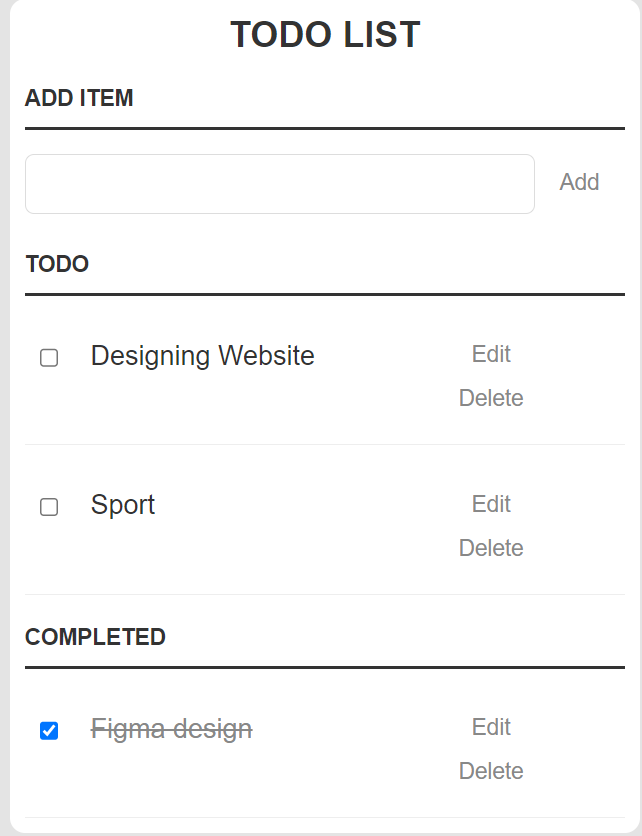 TODO LIST
ADD ITEM
Add
TODO
Designing Website Edit
Delete
Sport Edit
Delete
COMPLETED
Figma design Edit
Delete